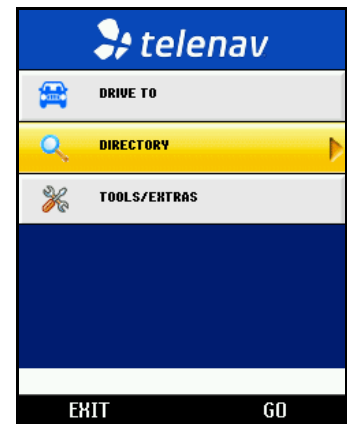 telenav
DRIVE TO
DIRECTORY
TOOLS/EXTRAS
EXIT GO